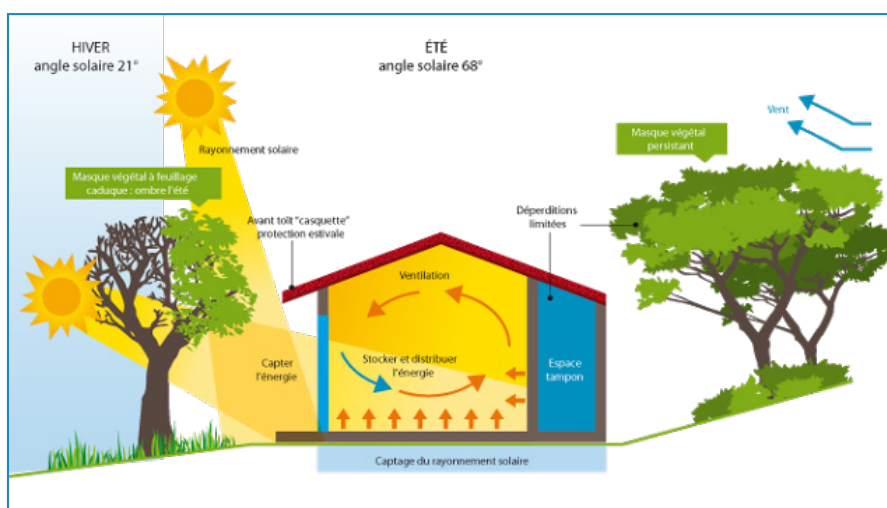 HIVER
angle solaire 21°
ÉTÉ
angle solaire 68°
Vent
Masque végétal
persistant
Rayonnement solaire
Masque végétal à feuillage
caduque : ombre l'été
Avant toît "casquette"
protection estivale
Déperditions
limitées
Ventilation
Capter
l'énergie
Stocker et distribuer
l'énergie
Espace
tampon
Captage du rayonnement solaire